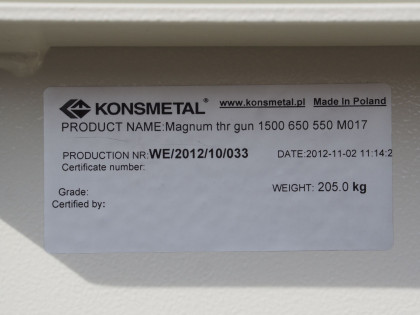 KONSMETAL® www.konsmetal.pl Made In Poland
PRODUCT NAME:Magnum thr gun 1500 650 550 M017
PRODUCTION NR:WE/2012/10/033 DATE:2012-11-02 11:14:2
Certificate number:
Grade: WEIGHT: 205.0 kg
Certified by: